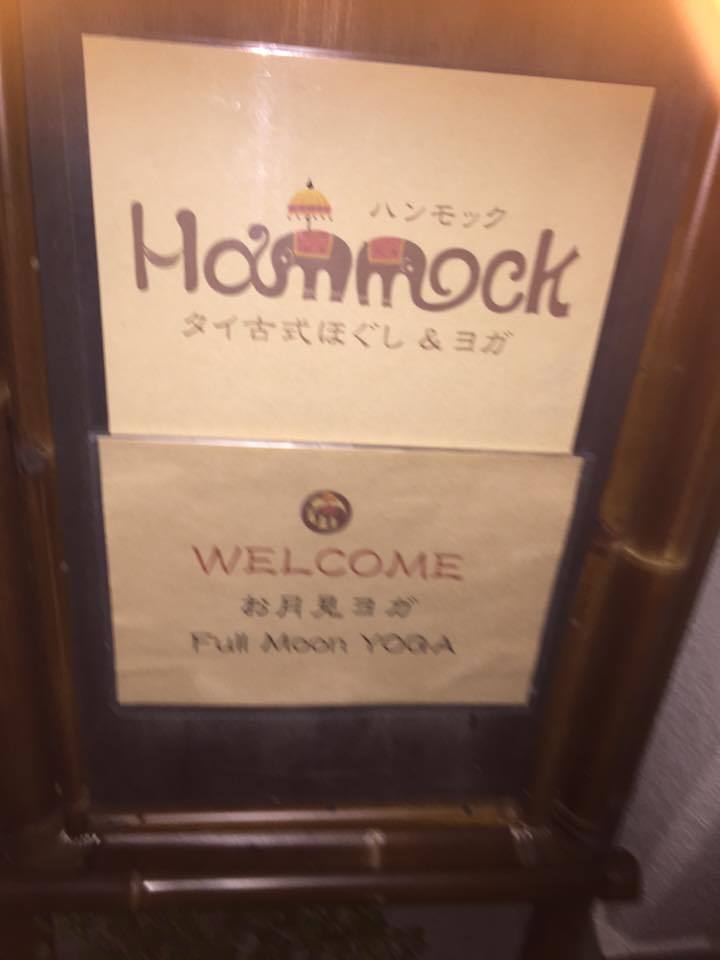 ハンモック
Hammock
タイ古式ほぐし & ヨガ
WELCOME
お月見ヨガ
Full Moon YOGA